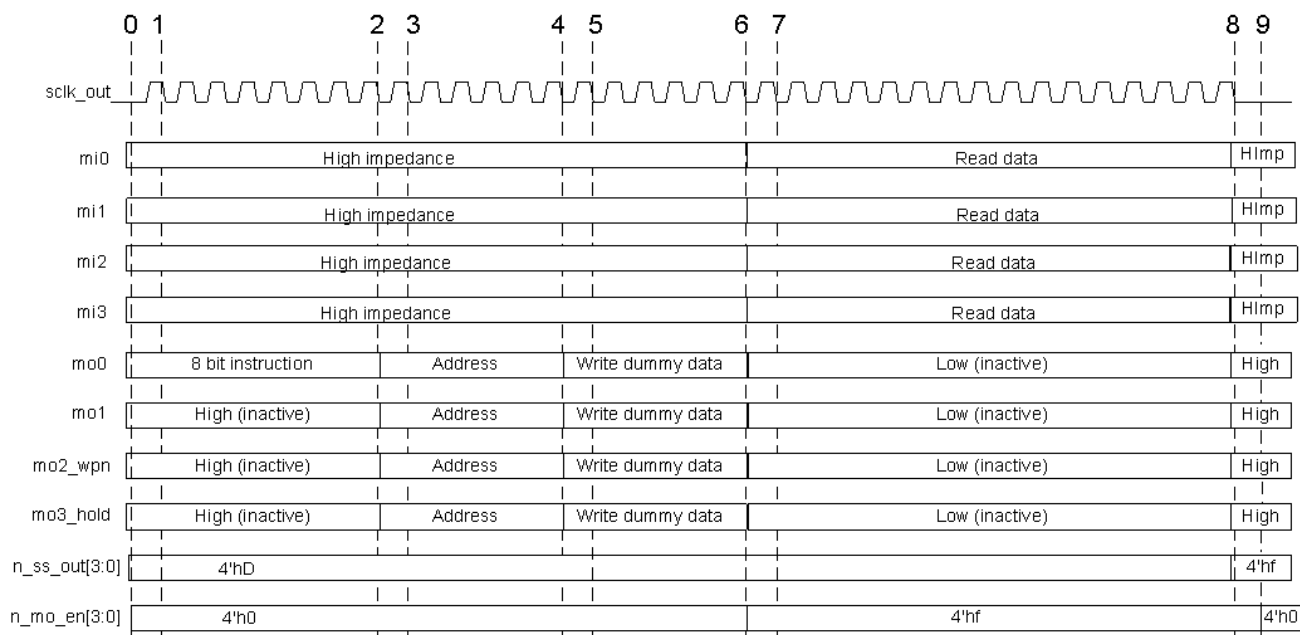 0 1 2 3 4 5 6 7 8 9
sclk_out
mi0 High impedance Read data HImp
mi1 High impedance Read data HImp
mi2 High impedance Read data HImp
mi3 High impedance Read data HImp
mo0 8 bit instruction Address Write dummy data Low (inactive) High
mo1 High (inactive) Address Write dummy data Low (inactive) High
mo2_wpn High (inactive) Address Write dummy data Low (inactive) High
mo3_hold High (inactive) Address Write dummy data Low (inactive) High
n_ss_out[3:0] 4'hD 4'hf
n_mo_en[3:0] 4'h0 4'hf 4'h0